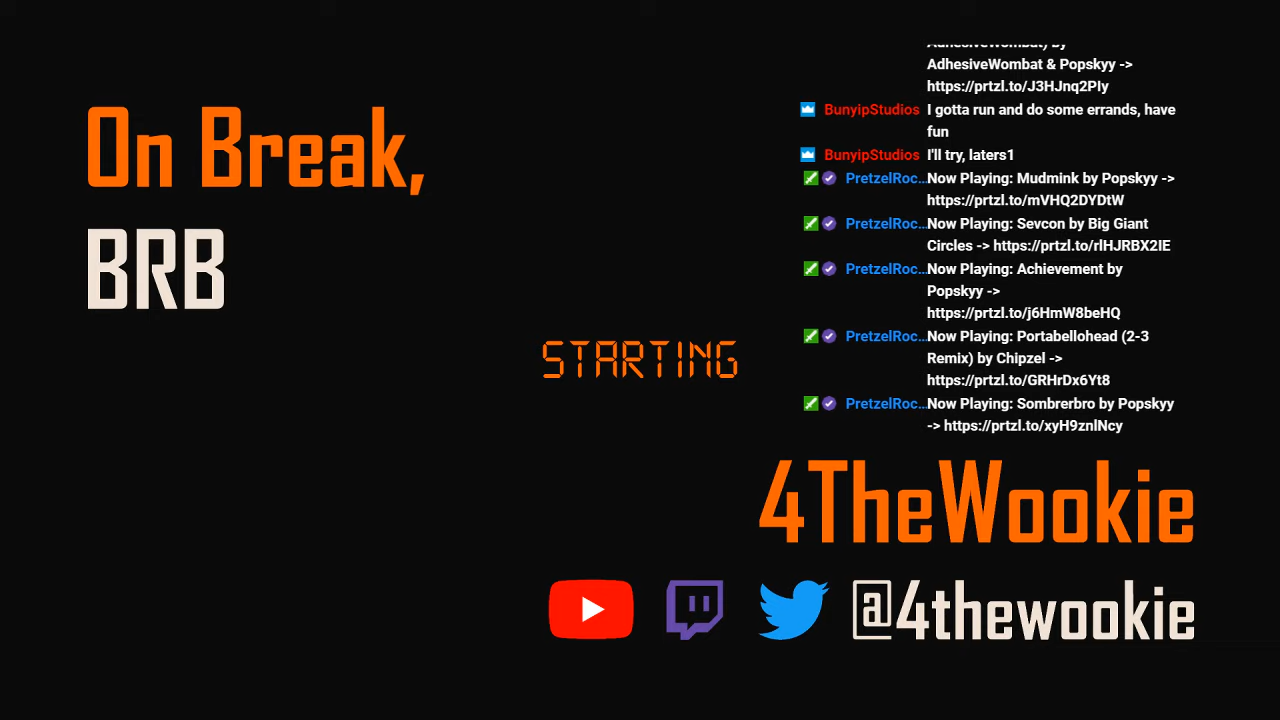 On Break,
BRB
STARTING
AdhesiveWombat) by
AdhesiveWombat & Popskyy ->
https://prtzl.to/J3HJnq2PIy
BunyipStudios I gotta run and do some errands, have
fun
BunyipStudios I'll try, laters1
PretzelRoc... Now Playing: Mudmink by Popskyy ->
https://prtzl.to/mVHQ2DYDtW
PretzelRoc... Now Playing: Sevcon by Big Giant
Circles -> https://prtzl.to/rlHJRBX2IE
PretzelRoc... Now Playing: Achievement by
Popskyy ->
https://prtzl.to/j6HmW8beHQ
PretzelRoc... Now Playing: Portabellohead (2-3
Remix) by Chipzel ->
https://prtzl.to/GRHrDx6Yt8
PretzelRoc... Now Playing: Sombrerbro by Popskyy
-> https://prtzl.to/xyH9znlNcy
4TheWookie
@4thewookie